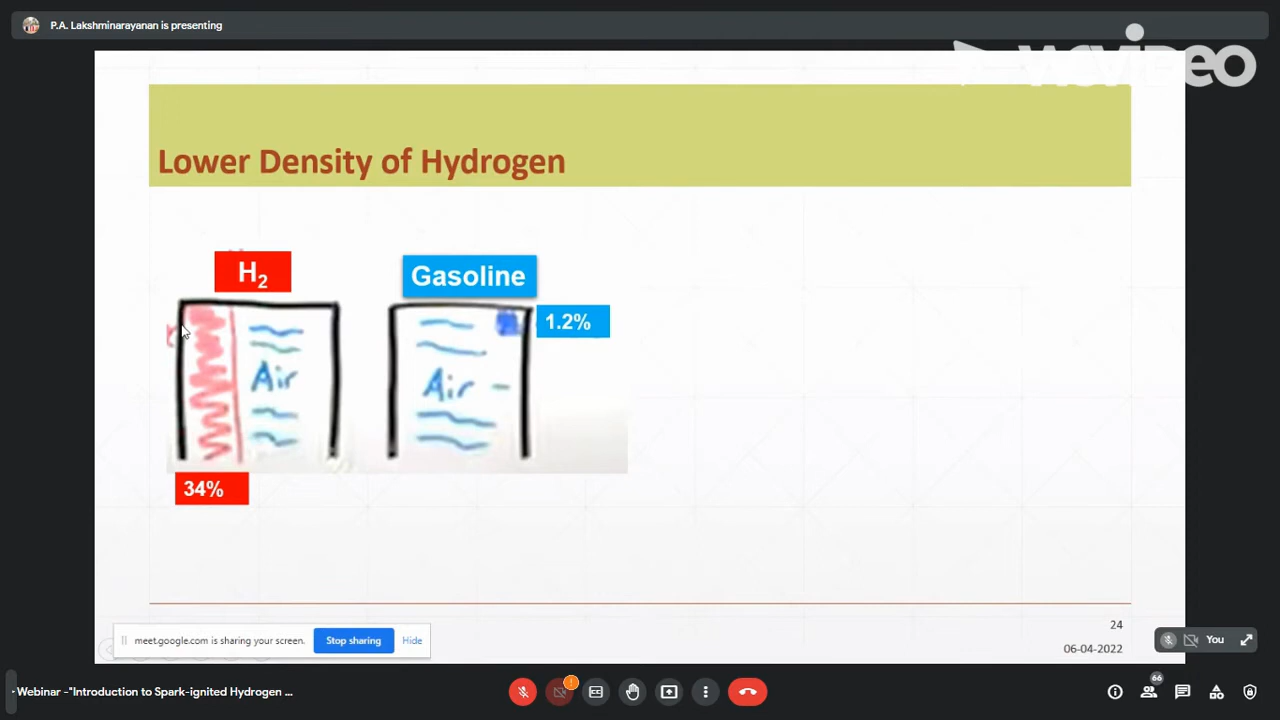 P.A. Lakshminarayanan is presenting
wevideo
Lower Density of Hydrogen
H2
Gasoline
1.2%
Air
Air
34%
24
06-04-2022
meet.google.com is sharing your screen.
Stop sharing
Hide
You
Webinar -"Introduction to Spark-ignited Hydrogen ...
66